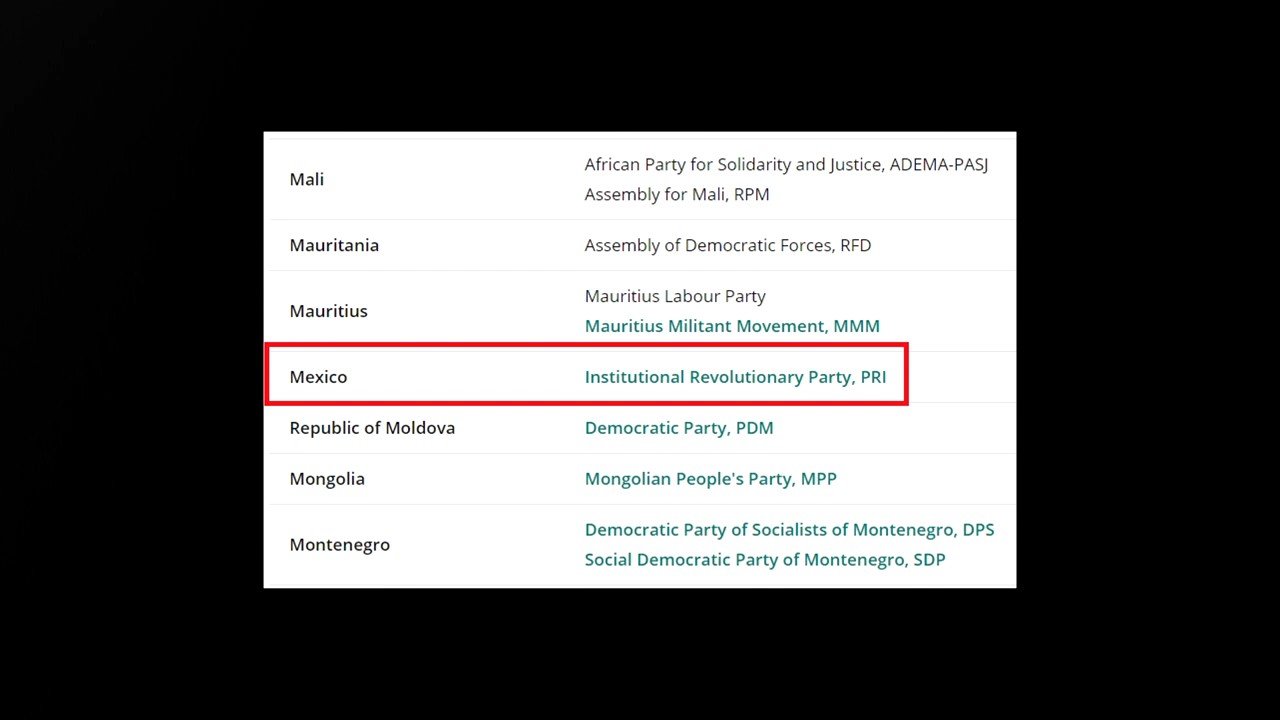 Mali
African Party for Solidarity and Justice, ADEMA-PASJ
Assembly for Mali, RPM
Mauritania
Assembly of Democratic Forces, RFD
Mauritius
Mauritius Labour Party
Mauritius Militant Movement, MMM
Mexico
Institutional Revolutionary Party, PRI
Republic of Moldova
Democratic Party, PDM
Mongolia
Mongolian People's Party, MPP
Montenegro
Democratic Party of Socialists of Montenegro, DPS
Social Democratic Party of Montenegro, SDP